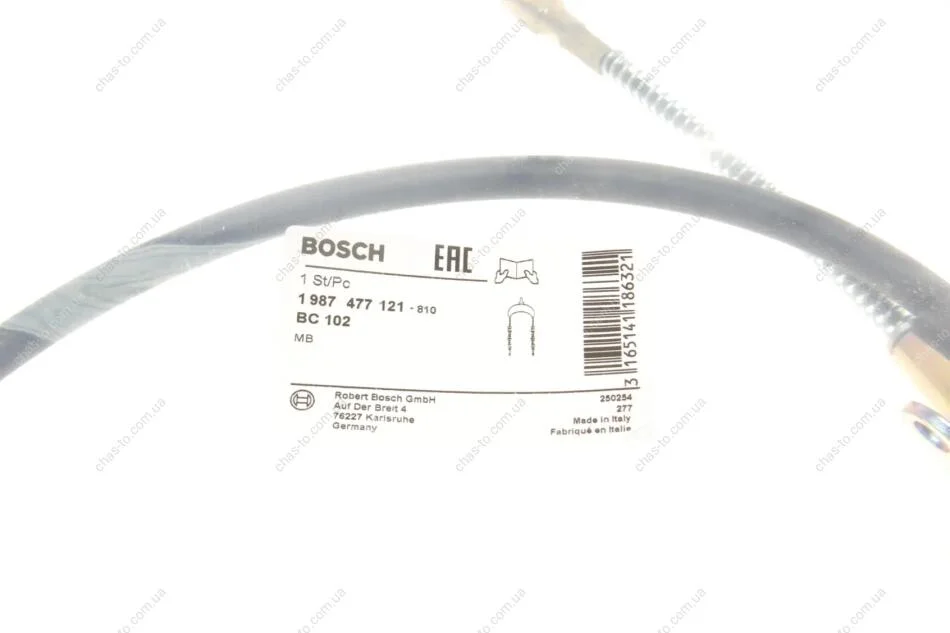 BOSCH
EAC
1 St/Pc
1 987 477 121 - 810
BC 102
MB
3 165141 186321
Robert Bosch GmbH
Auf Der Breit 4
76227 Karlsruhe
Germany
250254
277
Made in Italy
Fabriqué en Italie
chas-to.com.ua